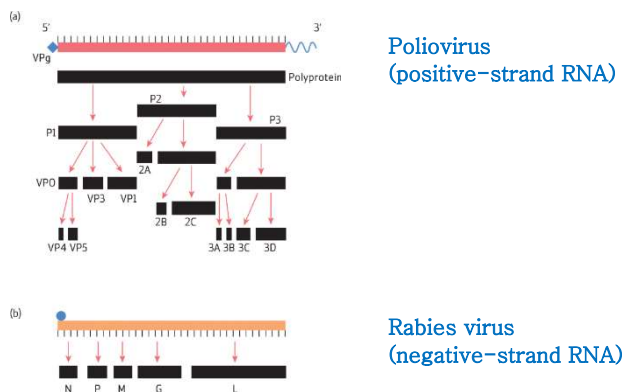 (a)
5′ 3′
VPg
Poliovirus
(positive-strand RNA)
Polyprotein
P2
P1 P3
2A
VP0 VP3 VP1
2B 2C
VP4 VP5 3A 3B 3C 3D
(b)
Rabies virus
(negative-strand RNA)
N P M G L